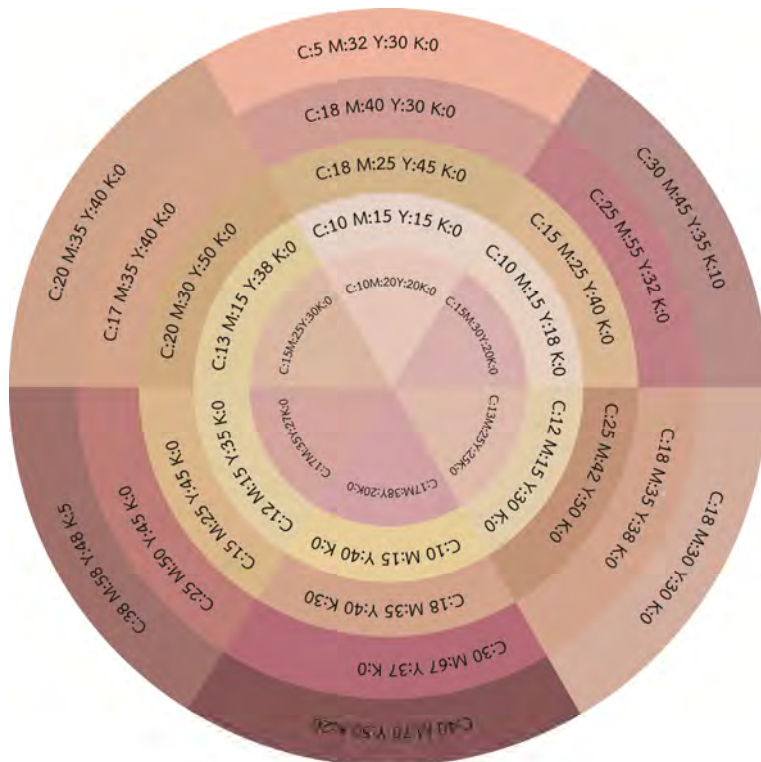 C:5 M:32 Y:30 K:0
C:18 M:40 Y:30 K:0
C:18 M:25 Y:45 K:0
C:10 M:15 Y:15 K:0
C:10M:20Y:20K:0
C:30 M:45 Y:35 K:10
C:25 M:55 Y:32 K:0
C:15 M:25 Y:40 K:0
C:10 M:15 Y:18 K:0
C:15M:30Y:20K:0
C:18 M:30 Y:30 K:0
C:18 M:35 Y:38 K:0
C:25 M:42 Y:50 K:0
C:12 M:15 Y:30 K:0
C:13M:25Y:25K:0
C:40 M:70 Y:50 K:20
C:30 M:67 Y:37 K:0
C:18 M:35 Y:40 K:30
C:10 M:15 Y:40 K:0
C:17M:38Y:20K:0
C:38 M:58 Y:48 K:5
C:25 M:50 Y:45 K:0
C:15 M:25 Y:45 K:0
C:12 M:15 Y:35 K:0
C:17M:35Y:27K:0
C:20 M:35 Y:40 K:0
C:17 M:35 Y:40 K:0
C:20 M:30 Y:50 K:0
C:13 M:15 Y:38 K:0
C:15M:25Y:30K:0